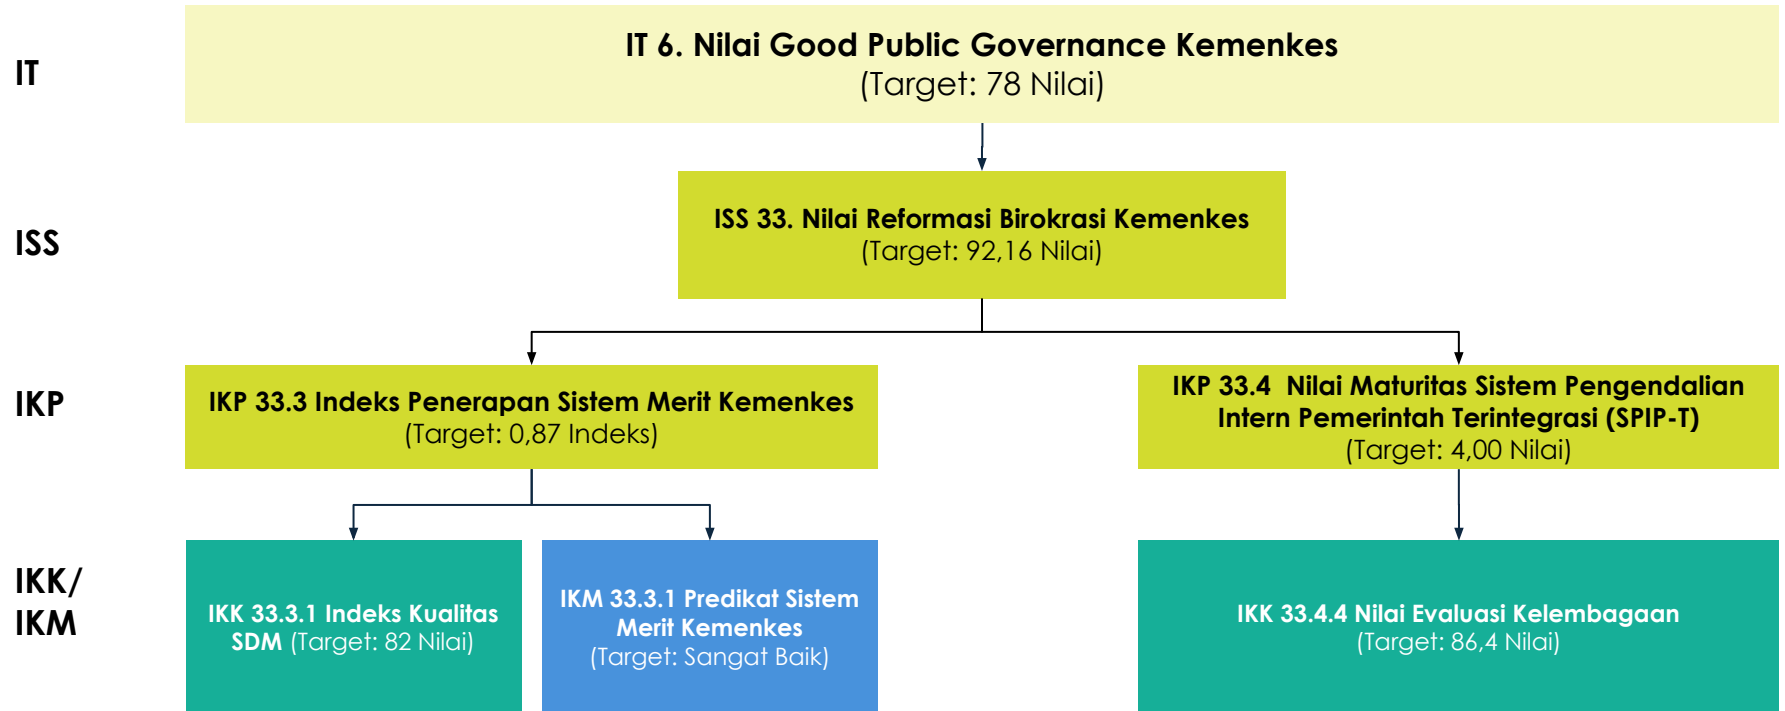 IT
IT 6. Nilai Good Public Governance Kemenkes
(Target: 78 Nilai)
ISS
ISS 33. Nilai Reformasi Birokrasi Kemenkes
(Target: 92,16 Nilai)
IKP
IKP 33.3 Indeks Penerapan Sistem Merit Kemenkes
(Target: 0,87 Indeks)
IKP 33.4 Nilai Maturitas Sistem Pengendalian
Intern Pemerintah Terintegrasi (SPIP-T)
(Target: 4,00 Nilai)
IKK/
IKM
IKK 33.3.1 Indeks Kualitas
SDM (Target: 82 Nilai)
IKM 33.3.1 Predikat Sistem
Merit Kemenkes
(Target: Sangat Baik)
IKK 33.4.4 Nilai Evaluasi Kelembagaan
(Target: 86,4 Nilai)